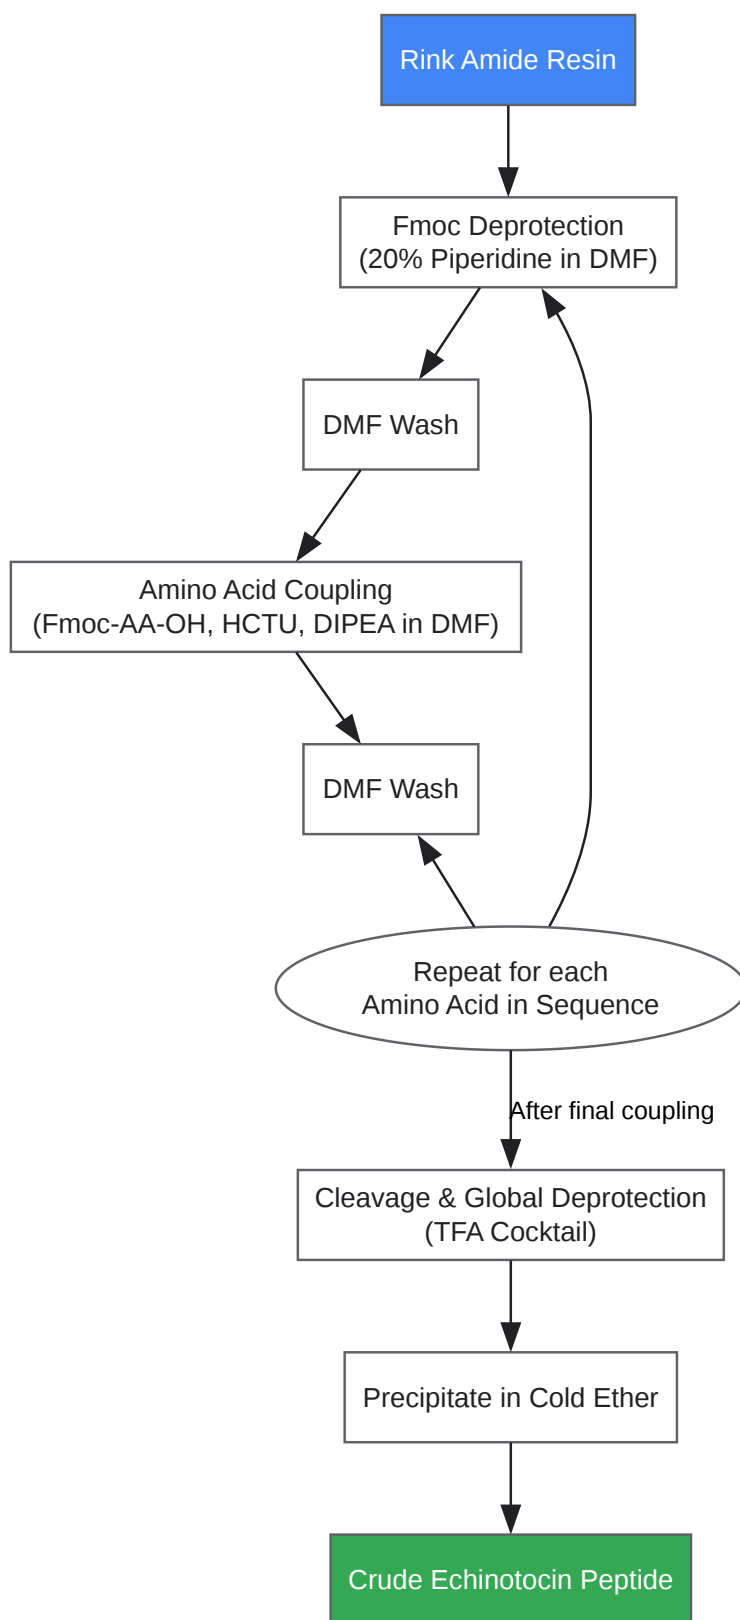 Rink Amide Resin
Fmoc Deprotection
(20% Piperidine in DMF)
DMF Wash
Amino Acid Coupling
(Fmoc-AA-OH, HCTU, DIPEA in DMF)
DMF Wash
Repeat for each
Amino Acid in Sequence
After final coupling
Cleavage & Global Deprotection
(TFA Cocktail)
Precipitate in Cold Ether
Crude Echinotocin Peptide